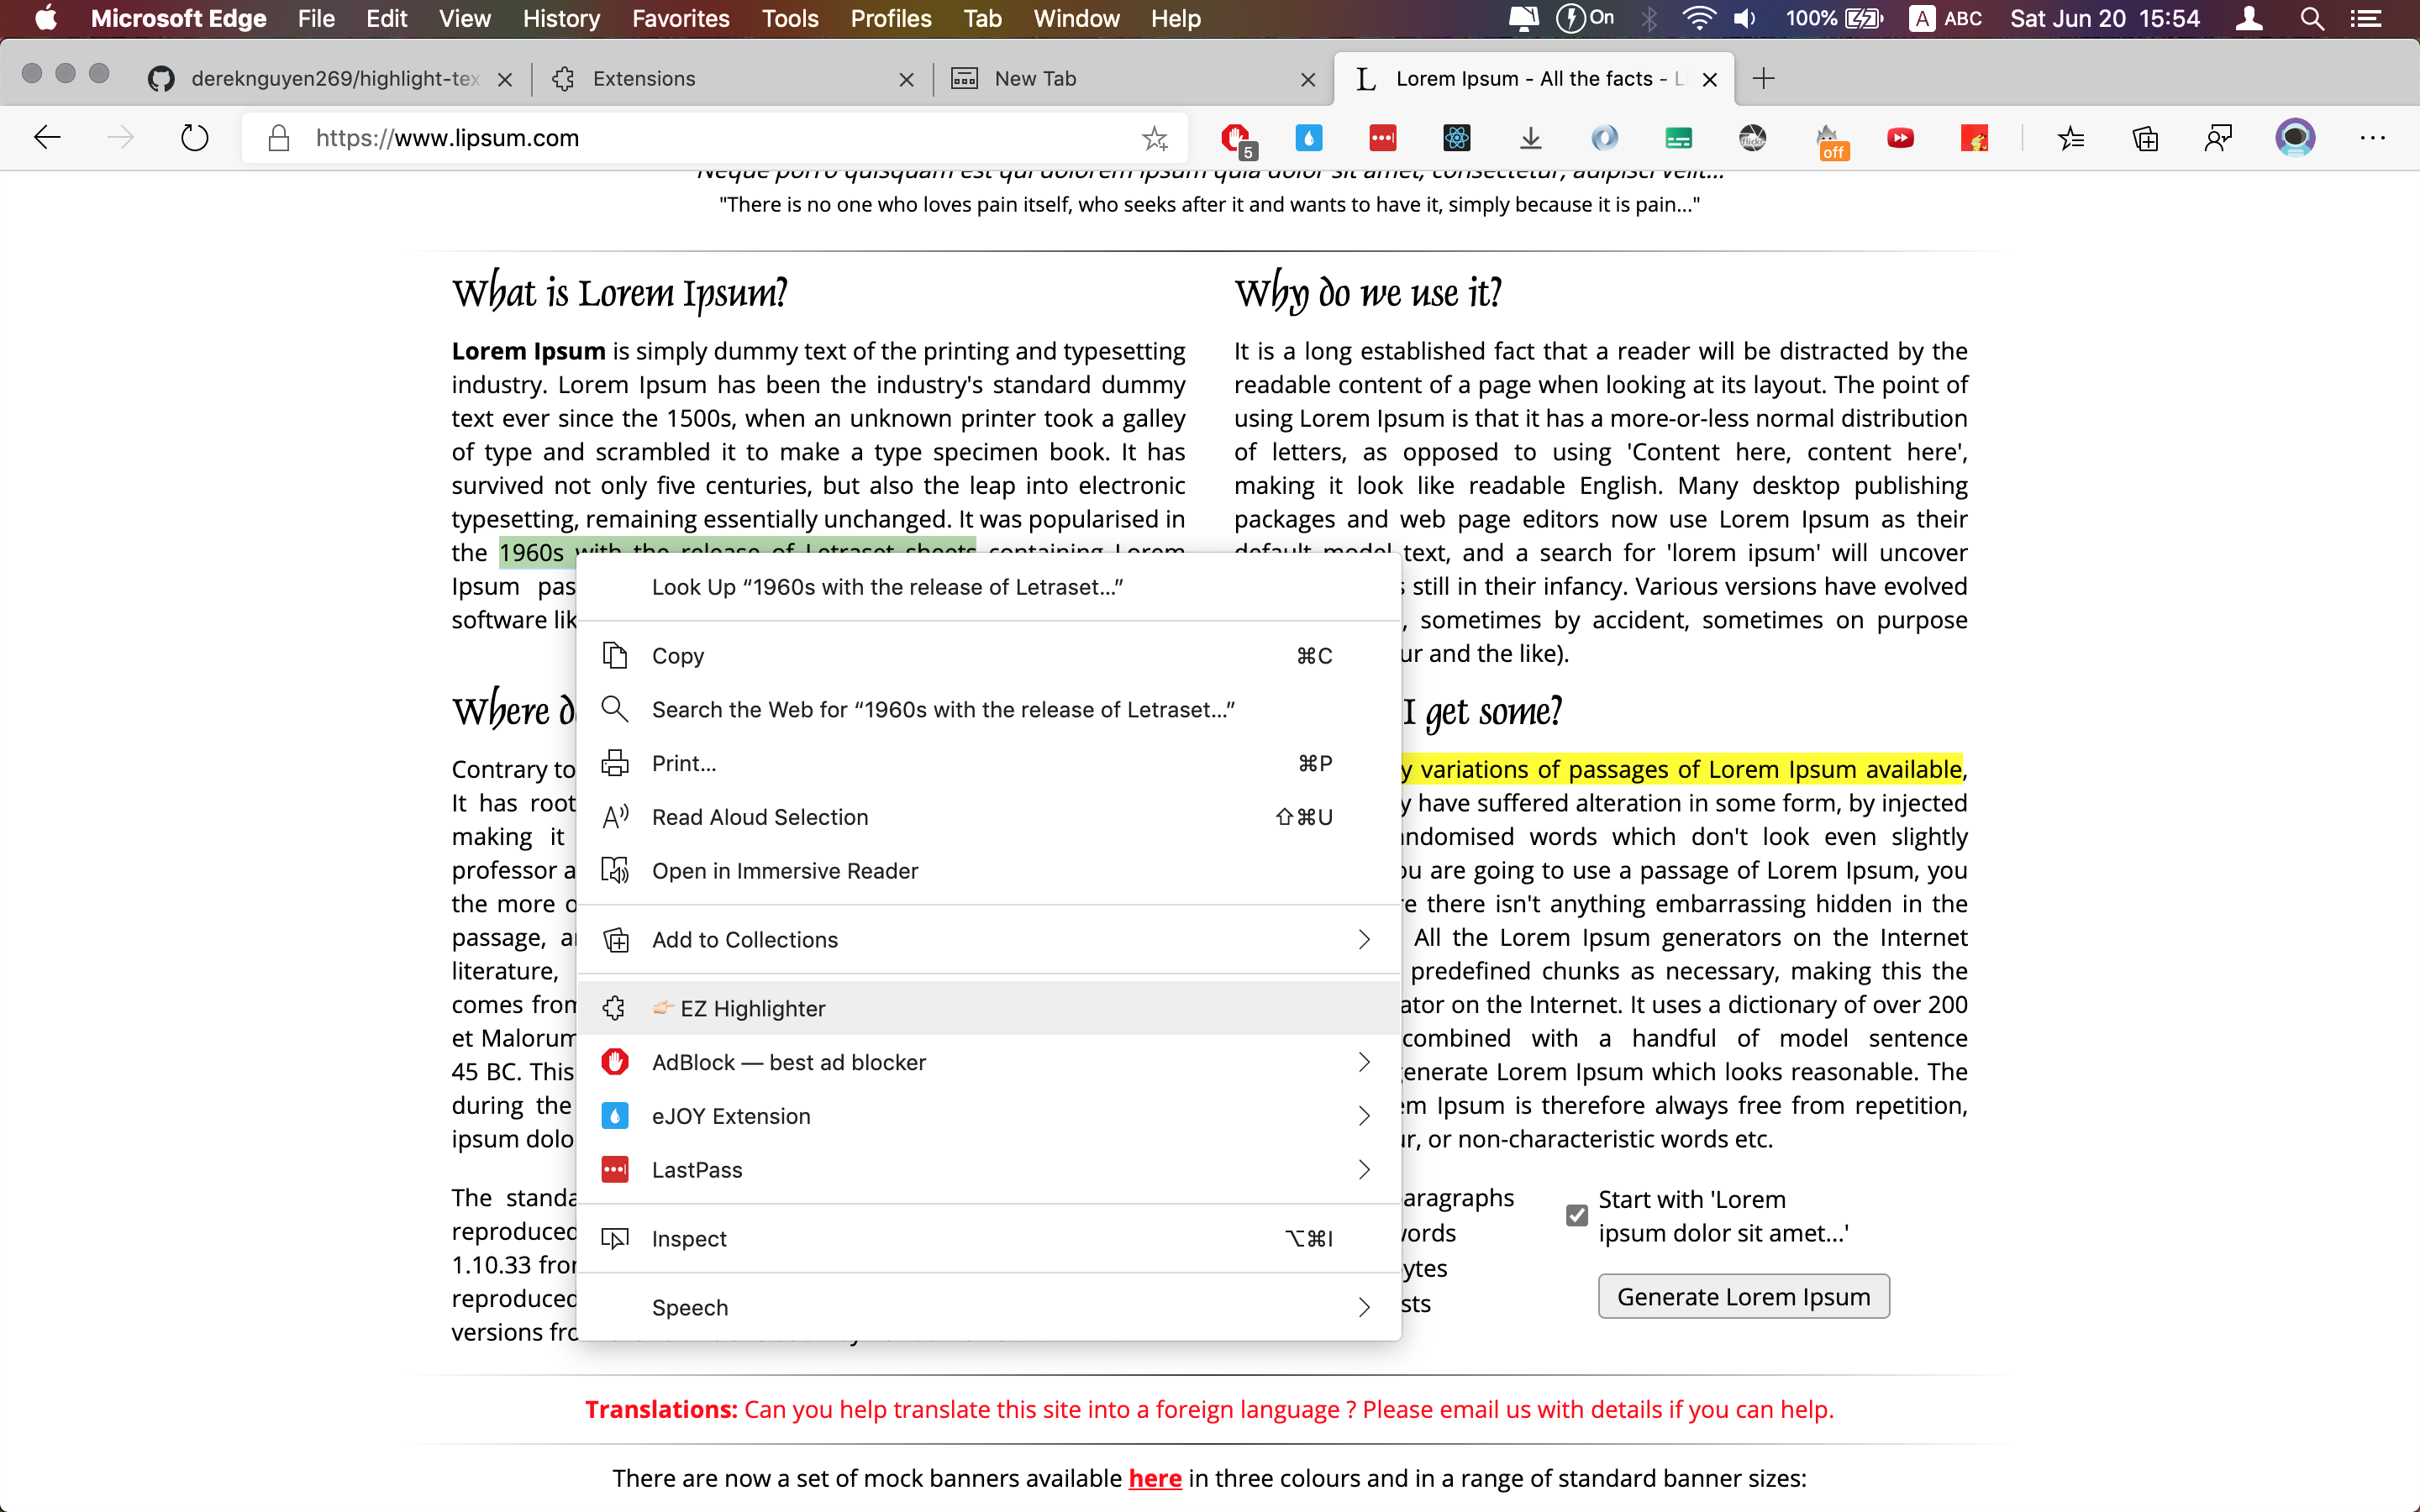 Microsoft Edge File Edit View History Favorites Tools Profiles Tab Window Help On 100% A ABC Sat Jun 20 15:54
dereknguyen269/highlight-tex Extensions New Tab L Lorem Ipsum - All the facts - L
https://www.lipsum.com 5 flickr off
"Neque porro quisquam est qui dolorem ipsum quia dolor sit amet, consectetur, adipisci velit..."
"There is no one who loves pain itself, who seeks after it and wants to have it, simply because it is pain..."
What is Lorem Ipsum?
Lorem Ipsum is simply dummy text of the printing and typesetting
industry. Lorem Ipsum has been the industry's standard dummy
text ever since the 1500s, when an unknown printer took a galley
of type and scrambled it to make a type specimen book. It has
survived not only five centuries, but also the leap into electronic
typesetting, remaining essentially unchanged. It was popularised in
the 1960s with the release of Letraset sheets containing Lorem
Ipsum pas
software lik
Why do we use it?
It is a long established fact that a reader will be distracted by the
readable content of a page when looking at its layout. The point of
using Lorem Ipsum is that it has a more-or-less normal distribution
of letters, as opposed to using 'Content here, content here',
making it look like readable English. Many desktop publishing
packages and web page editors now use Lorem Ipsum as their
default model text, and a search for 'lorem ipsum' will uncover
still in their infancy. Various versions have evolved
, sometimes by accident, sometimes on purpose
ur and the like).
Look Up “1960s with the release of Letraset...”
Copy ⌘C
Search the Web for “1960s with the release of Letraset...”
Print... ⌘P
Read Aloud Selection ⇧⌘U
Open in Immersive Reader
Add to Collections
👉🏻 EZ Highlighter
AdBlock — best ad blocker
eJOY Extension
LastPass
Inspect ⌥⌘I
Speech
Where d
Contrary to
It has root
making it
professor a
the more o
passage, a
literature,
comes from
et Malorum
45 BC. This
during the
ipsum dolo
The standa
reproduced
1.10.33 from
reproduced
versions fro
I get some?
y variations of passages of Lorem Ipsum available,
y have suffered alteration in some form, by injected
ndomised words which don't look even slightly
ou are going to use a passage of Lorem Ipsum, you
e there isn't anything embarrassing hidden in the
All the Lorem Ipsum generators on the Internet
predefined chunks as necessary, making this the
ator on the Internet. It uses a dictionary of over 200
combined with a handful of model sentence
enerate Lorem Ipsum which looks reasonable. The
em Ipsum is therefore always free from repetition,
ur, or non-characteristic words etc.
aragraphs
ords
ytes
sts
Start with 'Lorem
ipsum dolor sit amet...'
Generate Lorem Ipsum
Translations: Can you help translate this site into a foreign language ? Please email us with details if you can help.
There are now a set of mock banners available here in three colours and in a range of standard banner sizes: